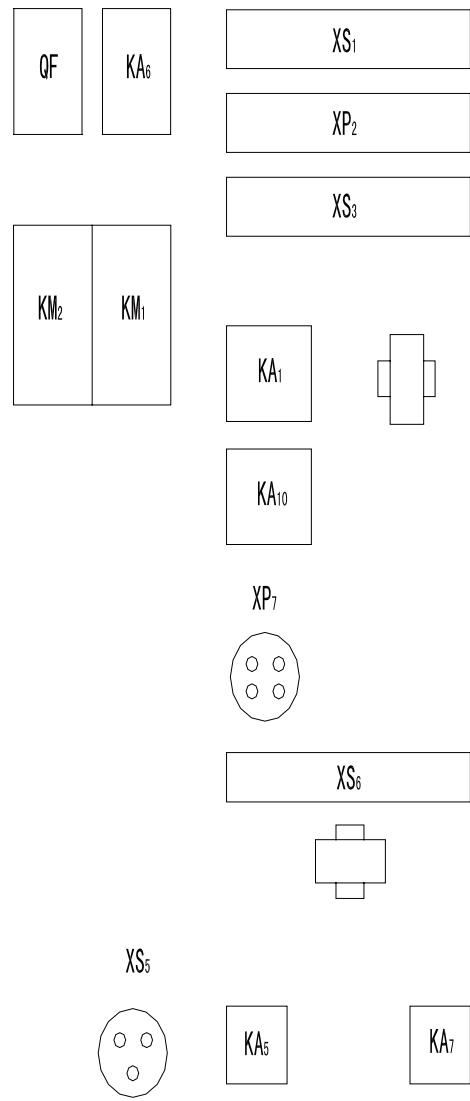 QF KA₆ XS₁
XP₂
XS₃
KM₂ KM₁
KA₁
KA₁₀
XP₇
XS₆
XS₅
KA₅ KA₇